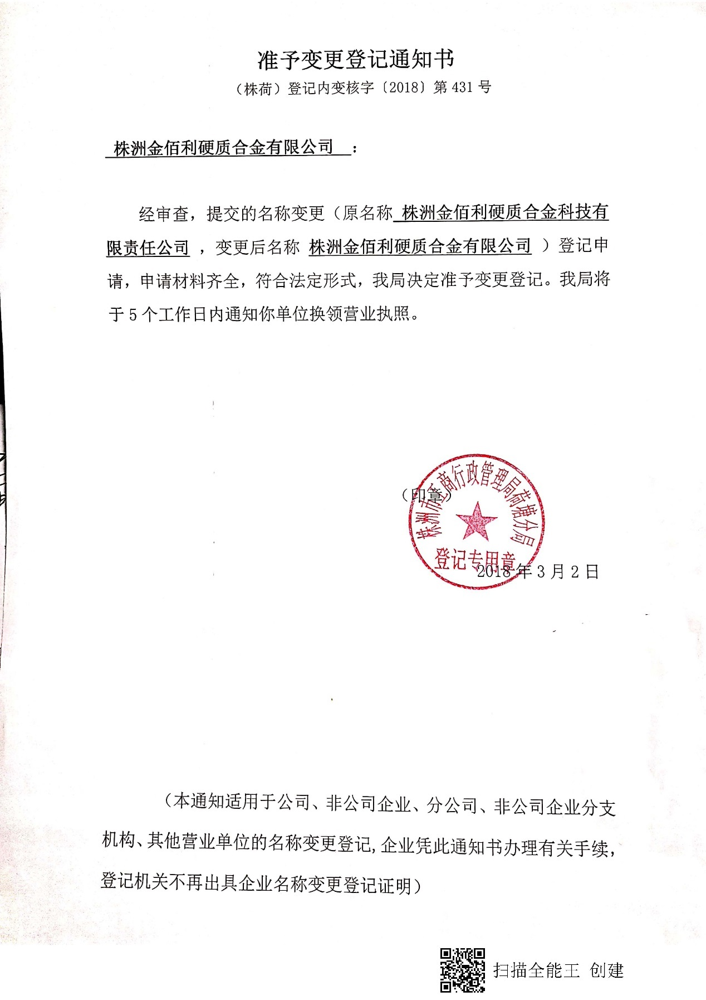 准予变更登记通知书
（株荷）登记内变核字〔2018〕第 431 号
株洲金佰利硬质合金有限公司 ：
经审查，提交的名称变更（原名称 株洲金佰利硬质合金科技有
限责任公司 ，变更后名称 株洲金佰利硬质合金有限公司 ）登记申
请，申请材料齐全，符合法定形式，我局决定准予变更登记。我局将
于 5 个工作日内通知你单位换领营业执照。
（印章）
株洲市工商行政管理局荷塘分局
登记专用章
2018 年 3 月 2 日
（本通知适用于公司、非公司企业、分公司、非公司企业分支
机构、其他营业单位的名称变更登记,企业凭此通知书办理有关手续，
登记机关不再出具企业名称变更登记证明）
扫描全能王 创建